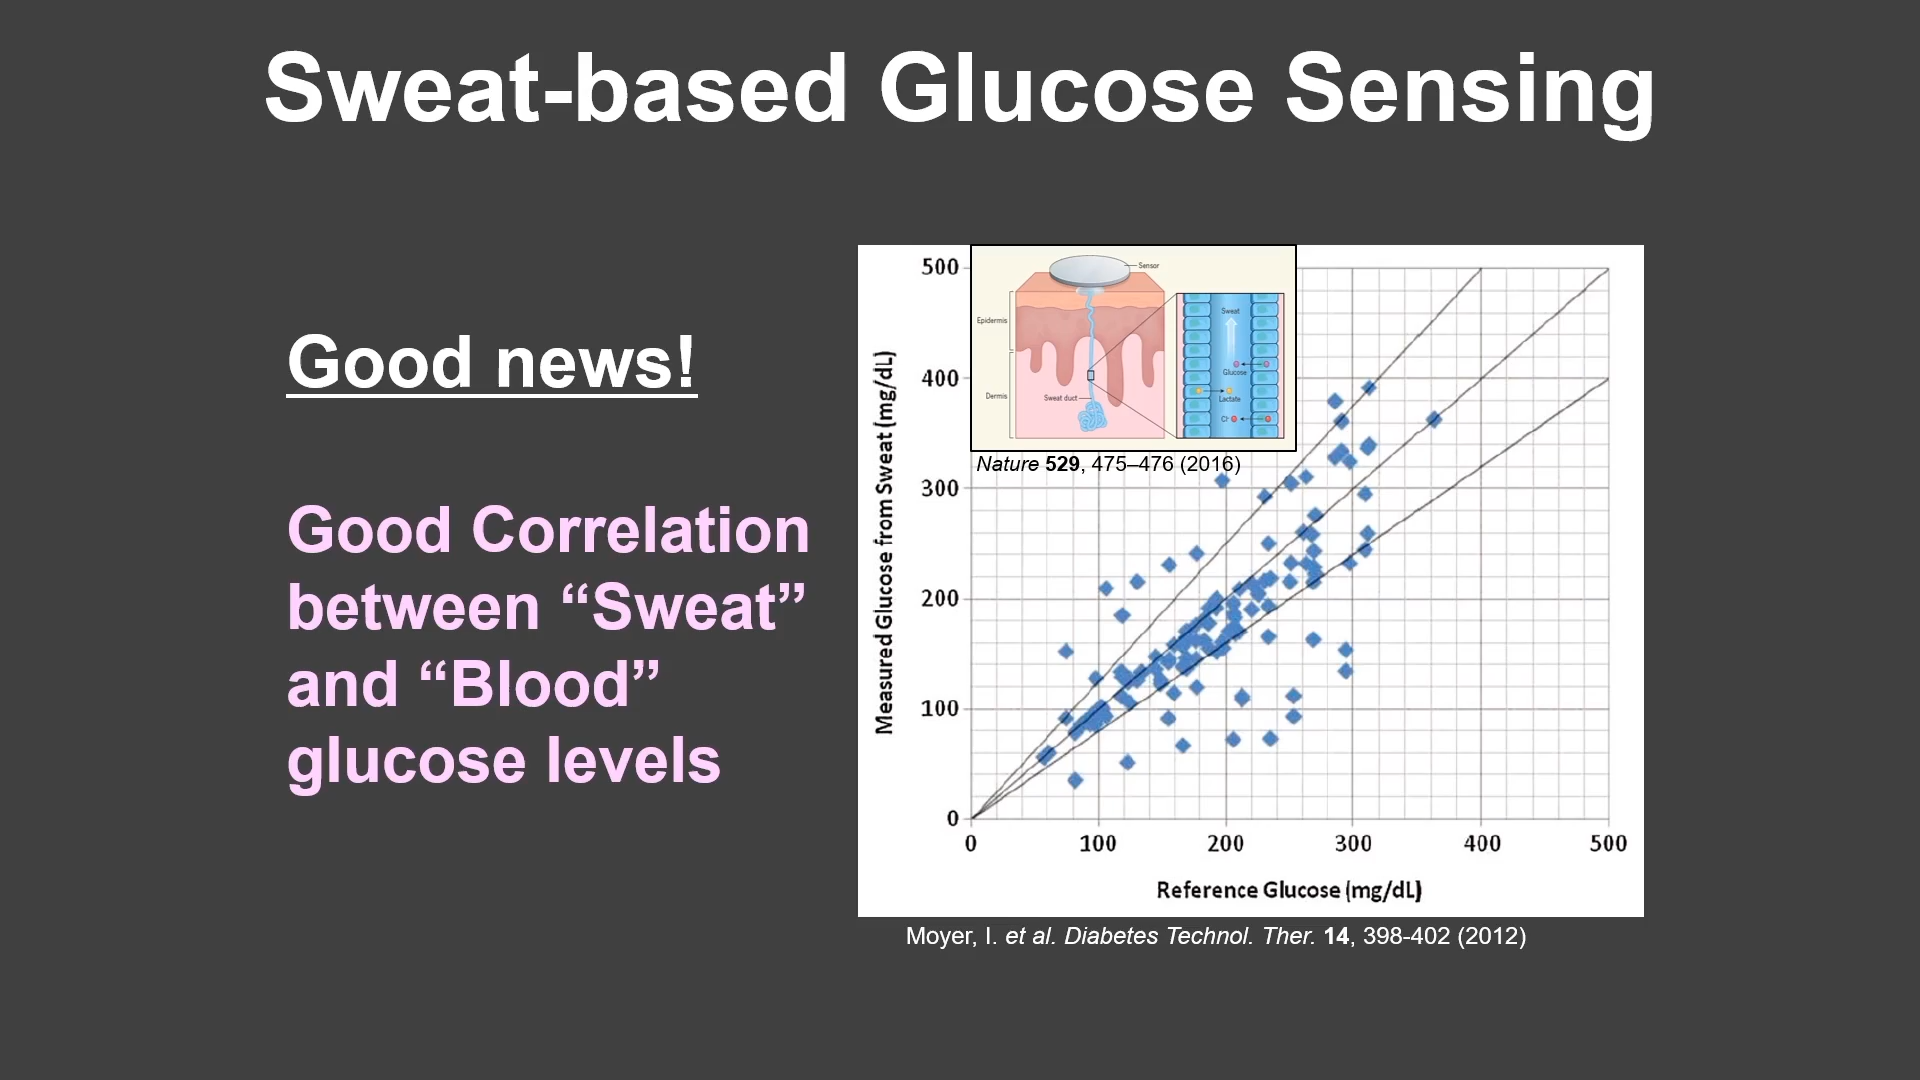 Sweat-based Glucose Sensing
Good news!
Good Correlation
between “Sweat”
and “Blood”
glucose levels
Measured Glucose from Sweat (mg/dL)
500
400
300
200
100
0
0 100 200 300 400 500
Reference Glucose (mg/dL)
Sensor
Epidermis
Dermis
Sweat duct
Sweat
Glucose
Lactate
Cl⁻
Nature 529, 475–476 (2016)
Moyer, I. et al. Diabetes Technol. Ther. 14, 398-402 (2012)